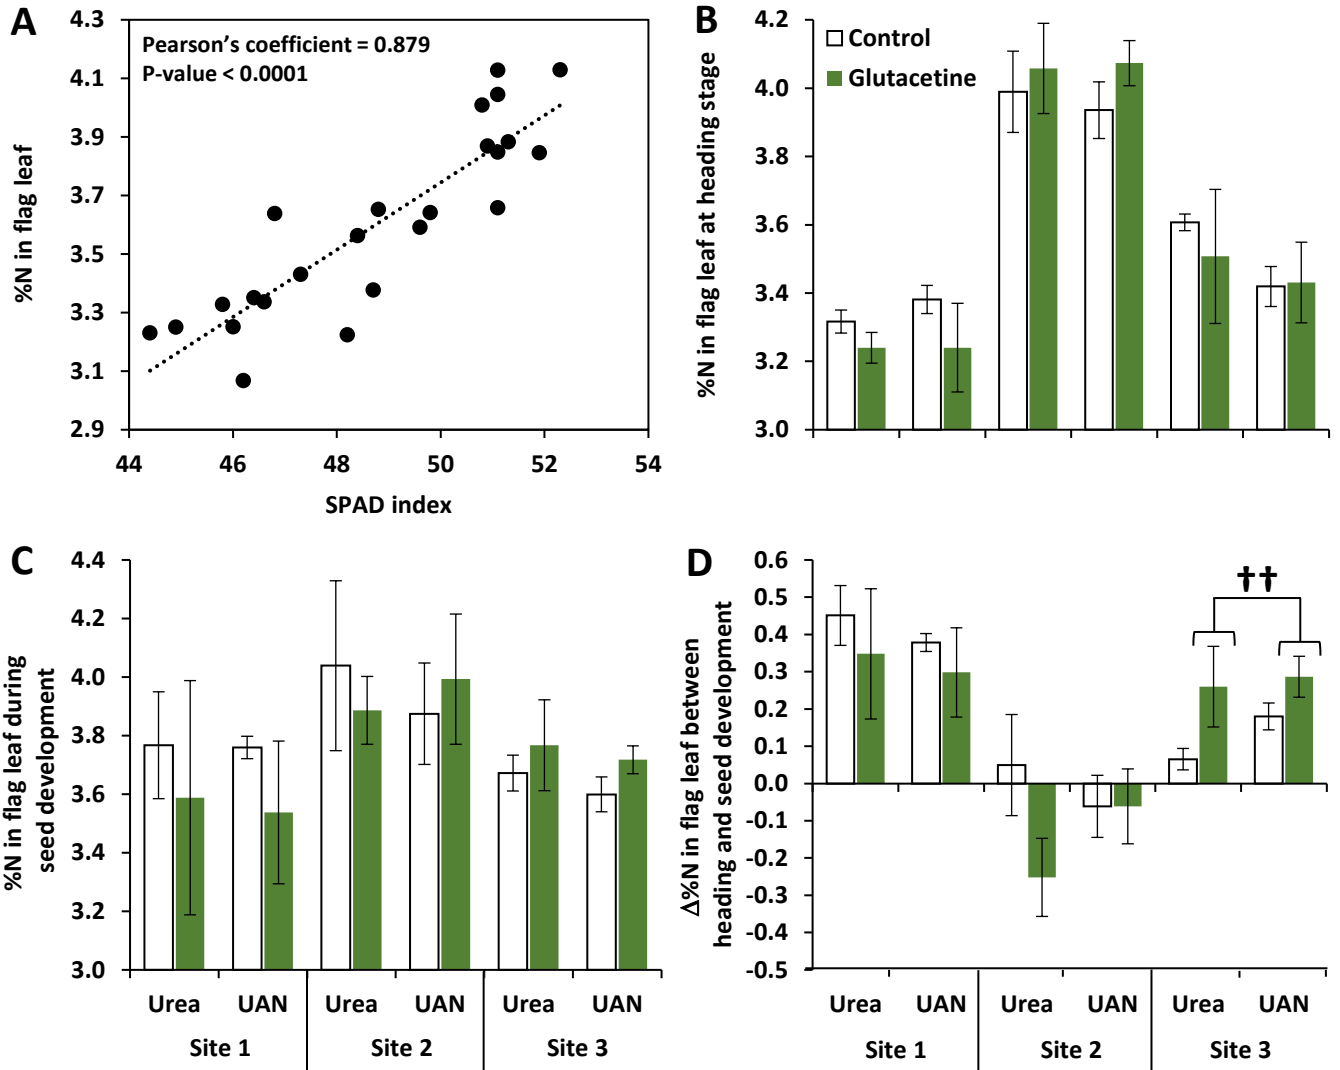 A
4.3
4.1
3.9
3.7
3.5
3.3
3.1
2.9
%N in flag leaf
Pearson's coefficient = 0.879
P-value < 0.0001
44 46 48 50 52 54
SPAD index
B
4.2
4.0
3.8
3.6
3.4
3.2
3.0
%N in flag leaf at heading stage
Control
Glutacetine
C
4.4
4.2
4.0
3.8
3.6
3.4
3.2
3.0
%N in flag leaf during
seed development
Urea UAN Urea UAN Urea UAN
Site 1 Site 2 Site 3
D
0.6
0.5
0.4
0.3
0.2
0.1
0.0
-0.1
-0.2
-0.3
-0.4
-0.5
Δ%N in flag leaf between
heading and seed development
††
Urea UAN Urea UAN Urea UAN
Site 1 Site 2 Site 3